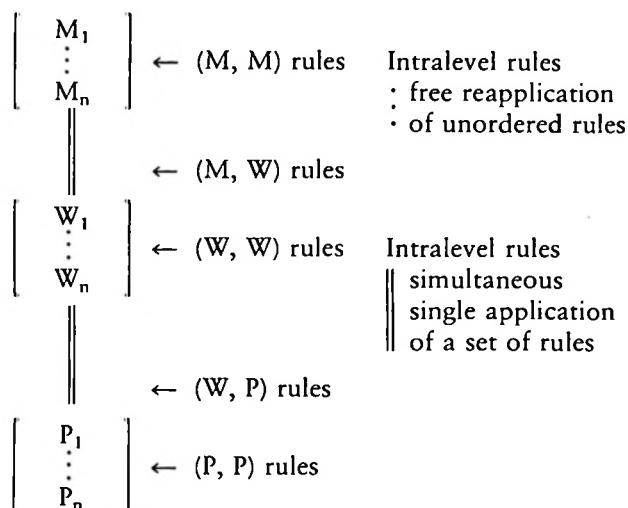 M₁
⋮
Mₙ
← (M, M) rules Intralevel rules
⋮ free reapplication
of unordered rules
← (M, W) rules
W₁
⋮
Wₙ
← (W, W) rules Intralevel rules
‖ simultaneous
single application
of a set of rules
← (W, P) rules
P₁
⋮
Pₙ
← (P, P) rules